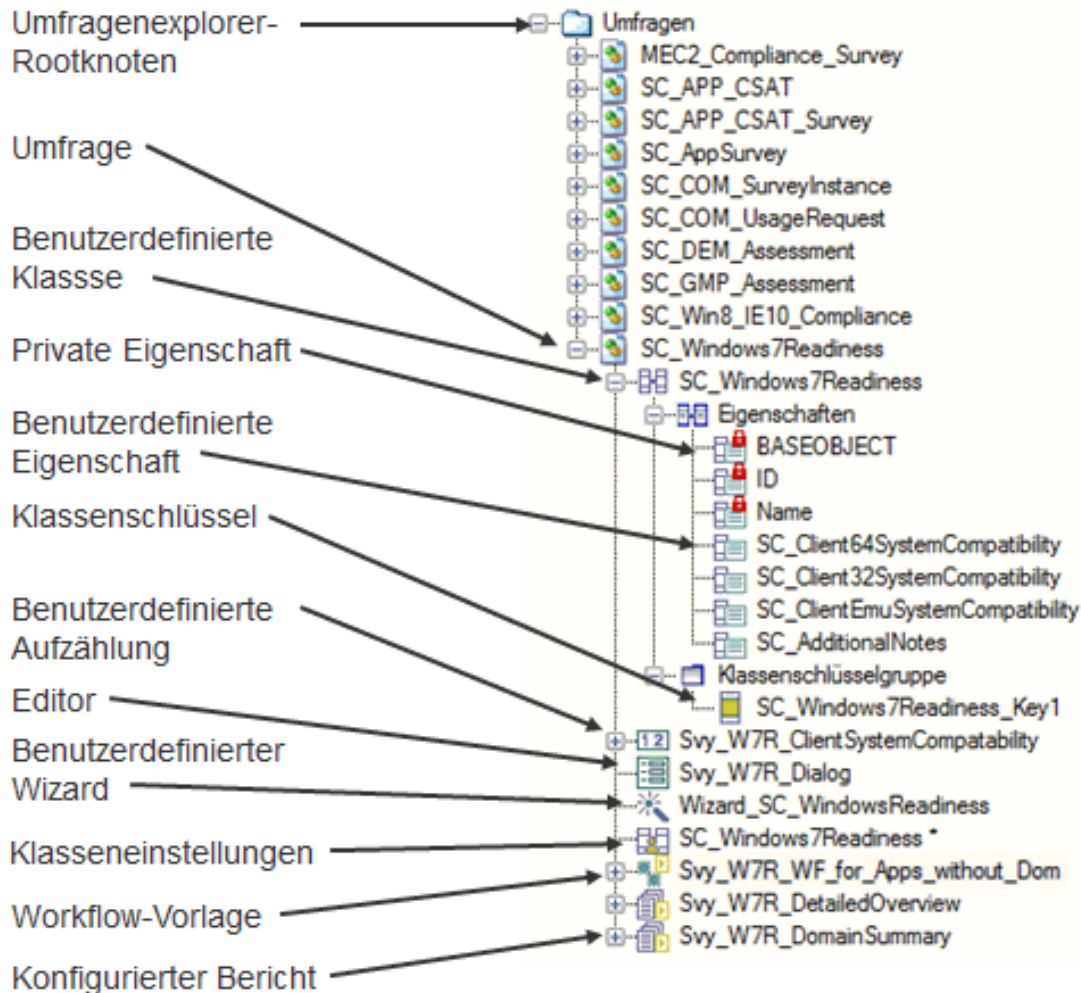 Umfragenexplorer-
Rootknoten
Umfrage
Benutzerdefinierte
Klassse
Private Eigenschaft
Benutzerdefinierte
Eigenschaft
Klassenschlüssel
Benutzerdefinierte
Aufzählung
Editor
Benutzerdefinierter
Wizard
Klasseneinstellungen
Workflow-Vorlage
Konfigurierter Bericht
Umfragen
MEC2_Compliance_Survey
SC_APP_CSAT
SC_APP_CSAT_Survey
SC_AppSurvey
SC_COM_SurveyInstance
SC_COM_UsageRequest
SC_DEM_Assessment
SC_GMP_Assessment
SC_Win8_IE10_Compliance
SC_Windows7Readiness
SC_Windows7Readiness
Eigenschaften
BASEOBJECT
ID
Name
SC_Client64SystemCompatibility
SC_Client32SystemCompatibility
SC_ClientEmuSystemCompatibility
SC_AdditionalNotes
Klassenschlüsselgruppe
SC_Windows7Readiness_Key1
12 Svy_W7R_ClientSystemCompatability
Svy_W7R_Dialog
Wizard_SC_WindowsReadiness
SC_Windows7Readiness *
Svy_W7R_WF_for_Apps_without_Dom
Svy_W7R_DetailedOverview
Svy_W7R_DomainSummary